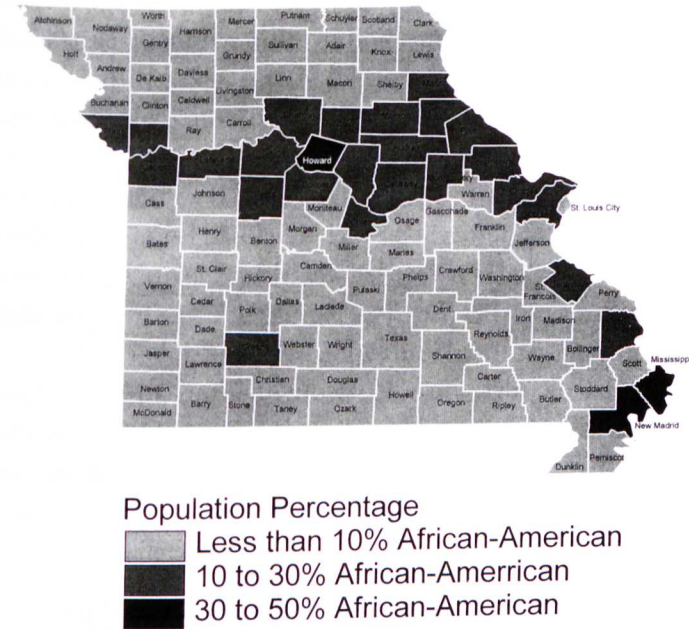 Atchinson Nodaway Worth Mercer Putnam Schuyler Scotland Clark
Gentry Harrison Sullivan Adair Knox Lewis
Holt Andrew De Kalb Daviess Grundy Linn Macon Shelby
Livingston
Buchanan Clinton Caldwell Ray Carroll
Howard
Cass Johnson Moniteau Osage Gasconade Warren St. Louis City
Bates Henry Benton Morgan Miller Maries Franklin Jefferson
Vernon St. Clair Hickory Camden Pulaski Phelps Crawford Washington St. Francois Perry
Cedar Polk Dallas Laclede Dent Iron Madison
Barton Dade Webster Wright Texas Shannon Reynolds Wayne Bollinger Scott Mississipp
Jasper Lawrence Christian Douglas Howell Carter Stoddard
Newton Barry Stone Taney Ozark Oregon Ripley Butler New Madrid
McDonald
Dunklin Pemiscot
Population Percentage
Less than 10% African-American
10 to 30% African-Amerrican
30 to 50% African-American